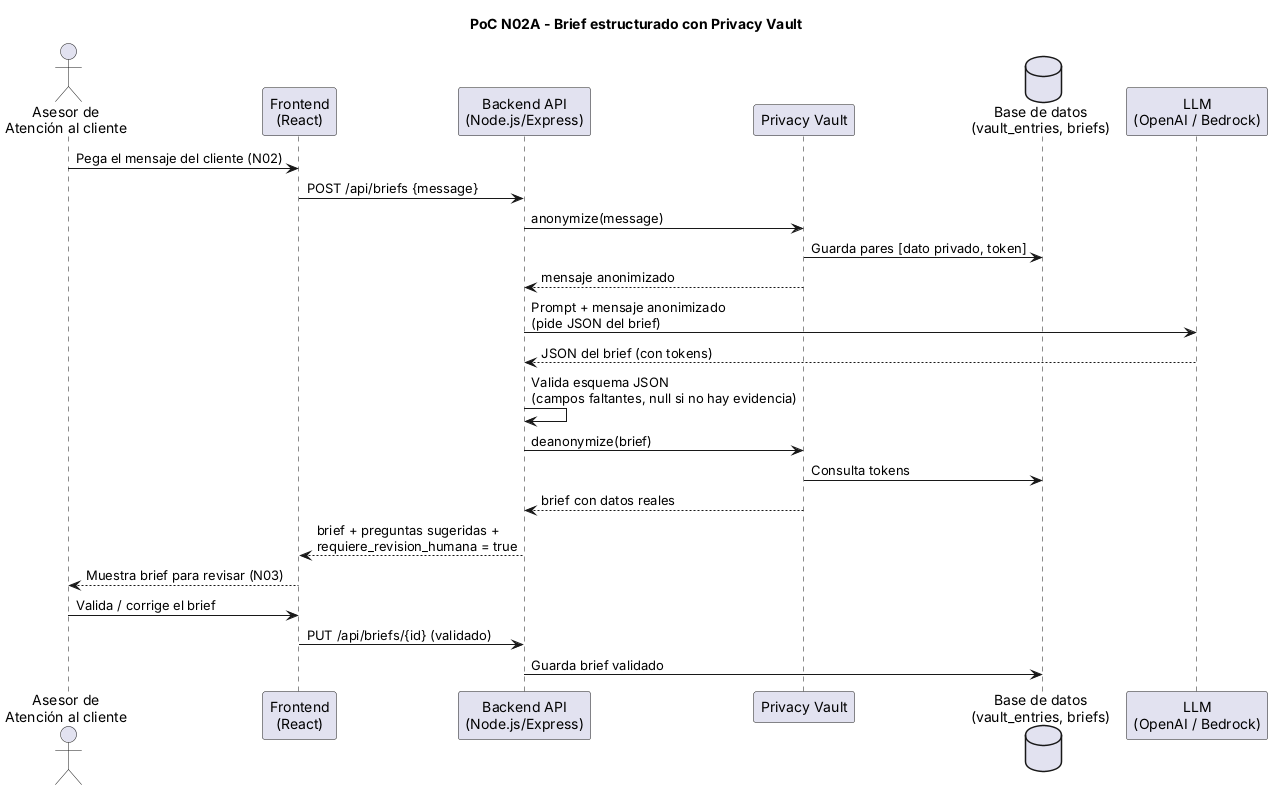 PoC N02A - Brief estructurado con Privacy Vault
Asesor de
Atención al cliente
Frontend
(React)
Backend API
(Node.js/Express)
Privacy Vault
Base de datos
(vault_entries, briefs)
LLM
(OpenAI / Bedrock)
Pega el mensaje del cliente (N02)
POST /api/briefs {message}
anonymize(message)
Guarda pares [dato privado, token]
mensaje anonimizado
Prompt + mensaje anonimizado
(pide JSON del brief)
JSON del brief (con tokens)
Valida esquema JSON
(campos faltantes, null si no hay evidencia)
deanonymize(brief)
Consulta tokens
brief con datos reales
brief + preguntas sugeridas +
requiere_revision_humana = true
Muestra brief para revisar (N03)
Valida / corrige el brief
PUT /api/briefs/{id} (validado)
Guarda brief validado
Asesor de
Atención al cliente
Frontend
(React)
Backend API
(Node.js/Express)
Privacy Vault
Base de datos
(vault_entries, briefs)
LLM
(OpenAI / Bedrock)